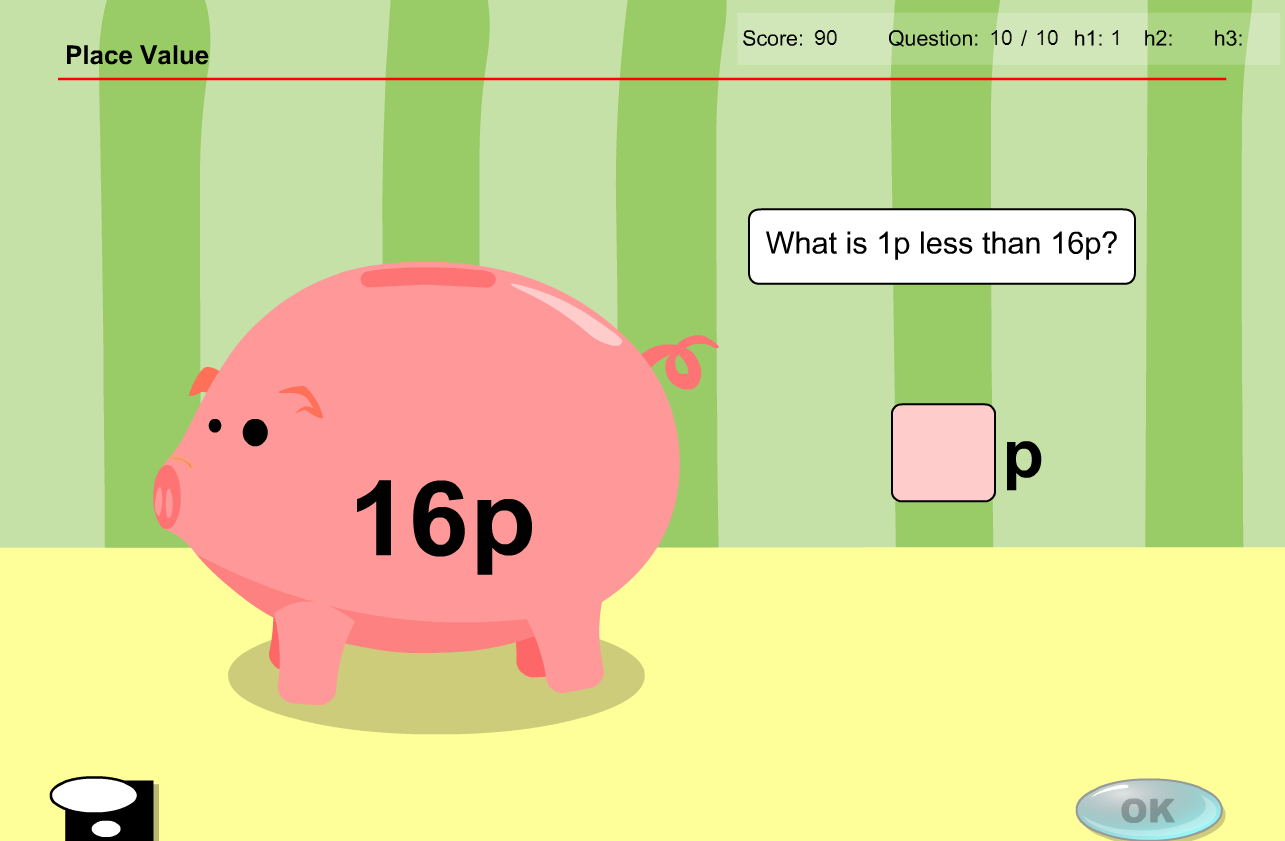 Place Value
Score: 90 Question: 10 / 10 h1: 1 h2: h3:
What is 1p less than 16p?
p
16p
OK